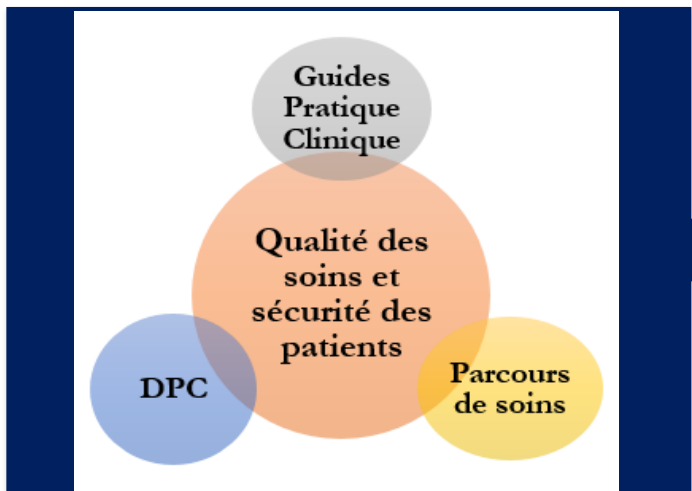 Guides
Pratique
Clinique
Qualité des
soins et
sécurité des
patients
DPC
Parcours
de soins